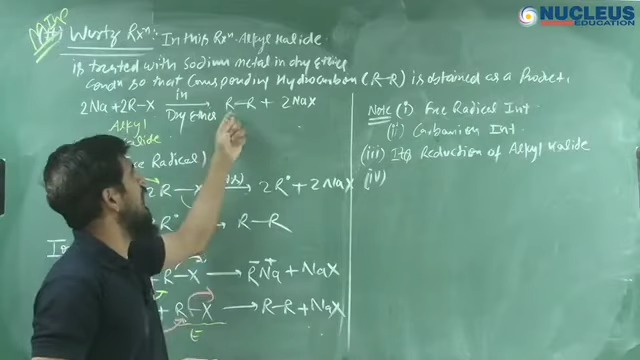 NUCLEUS
EDUCATION
Wurtz Rxn:- In this Rxn Alkyl Halide
is treated with Sodium metal in dry Ether
Condn so that Corresponding Hydrocarbon (R-R) is obtained as a Product.
2Na + 2R-X → in Dry Ether R-R + 2NaX
Alkyl
Halide
Note (i) Free Radical Int.
(ii) Carbanion Int.
(iii) Its Reduction of Alkyl Halide
(iv)
Radical)
2R-X → 2R• + 2NaX
R• → R-R
R-X → R̄Na⁺ + NaX
+ R-X → R-R + NaX
E